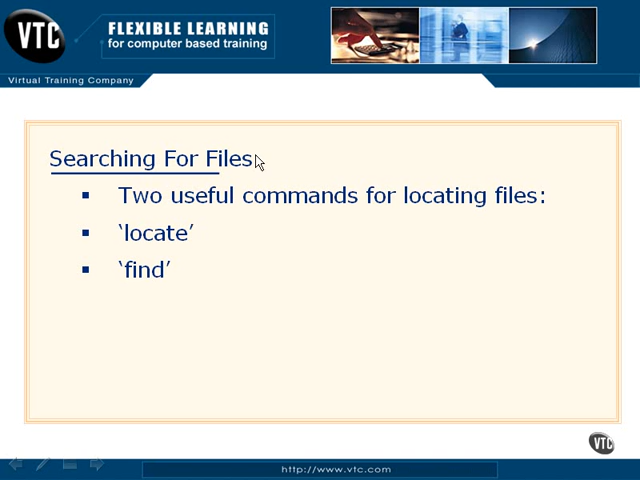 VTC
FLEXIBLE LEARNING
for computer based training
Virtual Training Company
Searching For Files
▪ Two useful commands for locating files:
▪ ‘locate’
▪ ‘find’
VTC
http://www.vtc.com